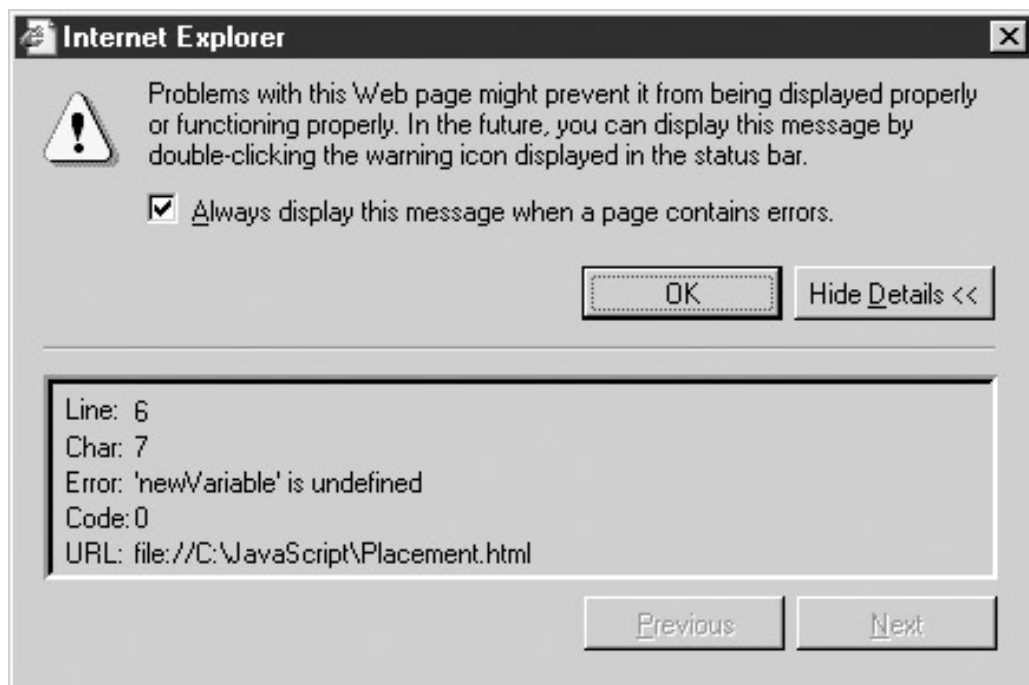 Internet Explorer
Problems with this Web page might prevent it from being displayed properly
or functioning properly. In the future, you can display this message by
double-clicking the warning icon displayed in the status bar.
Always display this message when a page contains errors.
OK
Hide Details <<
Line: 6
Char: 7
Error: 'newVariable' is undefined
Code: 0
URL: file://C:\JavaScript\Placement.html
Previous
Next